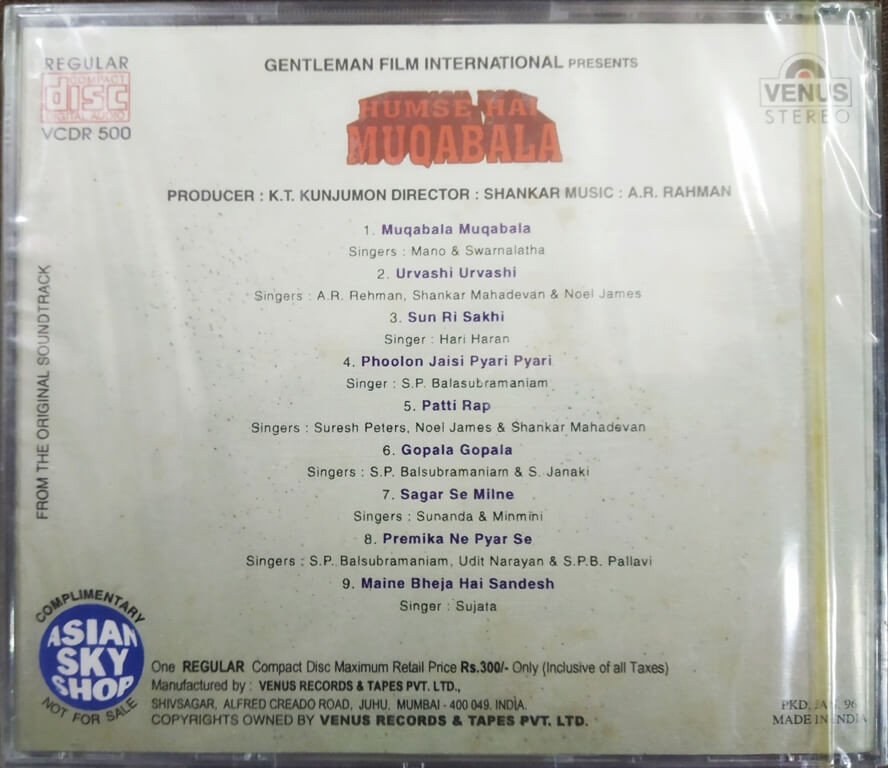 REGULAR
COMPACT
disc
DIGITAL AUDIO
VCDR 500
GENTLEMAN FILM INTERNATIONAL PRESENTS
HUMSE HAI
MUQABALA
VENUS
STEREO
PRODUCER : K.T. KUNJUMON DIRECTOR : SHANKAR MUSIC : A.R. RAHMAN
1. Muqabala Muqabala
Singers : Mano & Swarnalatha
2. Urvashi Urvashi
Singers : A.R. Rehman, Shankar Mahadevan & Noel James
3. Sun Ri Sakhi
Singer : Hari Haran
4. Phoolon Jaisi Pyari Pyari
Singer : S.P. Balasubramaniam
5. Patti Rap
Singers : Suresh Peters, Noel James & Shankar Mahadevan
6. Gopala Gopala
Singers : S.P. Balsubramaniam & S. Janaki
7. Sagar Se Milne
Singers : Sunanda & Minmini
8. Premika Ne Pyar Se
Singers : S.P. Balsubramaniam, Udit Narayan & S.P.B. Pallavi
9. Maine Bheja Hai Sandesh
Singer : Sujata
FROM THE ORIGINAL SOUNDTRACK
COMPLIMENTARY
ASIAN
SKY
SHOP
NOT FOR SALE
One REGULAR Compact Disc Maximum Retail Price Rs.300/- Only (Inclusive of all Taxes)
Manufactured by : VENUS RECORDS & TAPES PVT. LTD.,
SHIVSAGAR, ALFRED CREADO ROAD, JUHU, MUMBAI - 400 049. INDIA.
COPYRIGHTS OWNED BY VENUS RECORDS & TAPES PVT. LTD.
PKD. JAN. 96
MADE IN INDIA